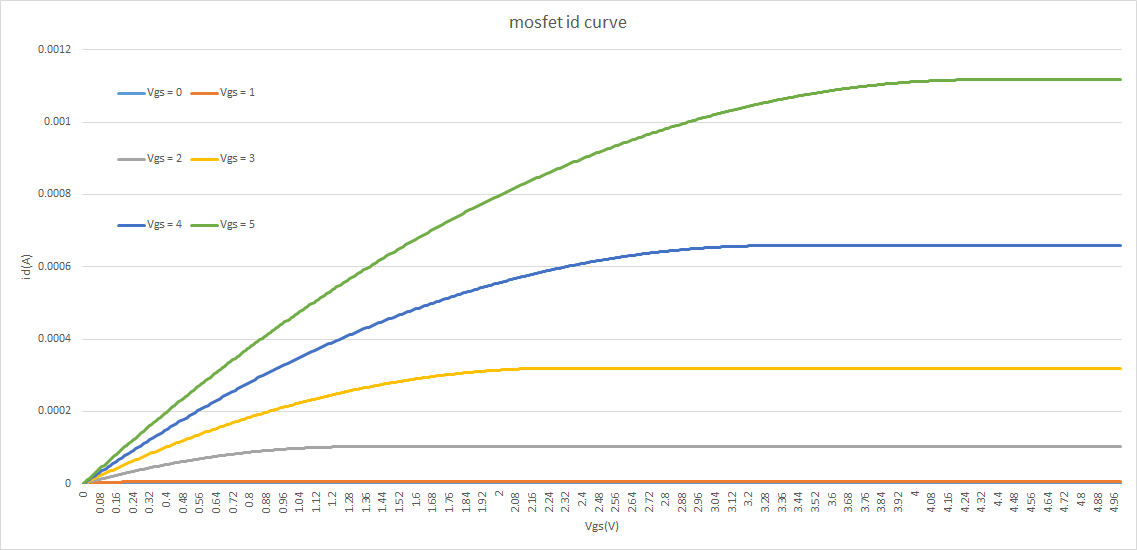 mosfet id curve
0.0012
0.001
0.0008
0.0006
0.0004
0.0002
0
id(A)
Vgs = 0 Vgs = 1
Vgs = 2 Vgs = 3
Vgs = 4 Vgs = 5
0 0.08 0.16 0.24 0.32 0.4 0.48 0.56 0.64 0.72 0.8 0.88 0.96 1.04 1.12 1.2 1.28 1.36 1.44 1.52 1.6 1.68 1.76 1.84 1.92 2 2.08 2.16 2.24 2.32 2.4 2.48 2.56 2.64 2.72 2.8 2.88 2.96 3.04 3.12 3.2 3.28 3.36 3.44 3.52 3.6 3.68 3.76 3.84 3.92 4 4.08 4.16 4.24 4.32 4.4 4.48 4.56 4.64 4.72 4.8 4.88 4.96
Vgs(V)